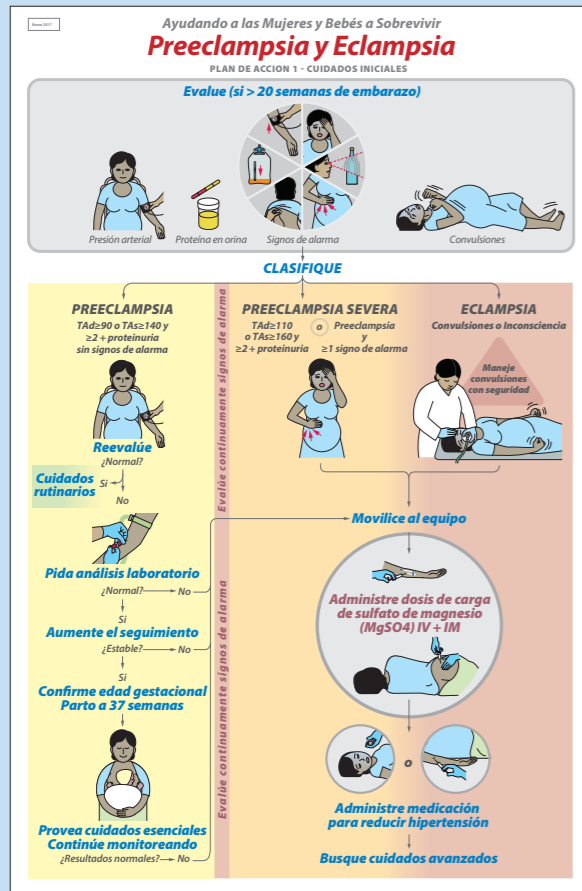 Enero 2017
Ayudando a las Mujeres y Bebés a Sobrevivir
Preeclampsia y Eclampsia
PLAN DE ACCION 1 - CUIDADOS INICIALES
Evalue (si > 20 semanas de embarazo)
Presión arterial
Proteína en orina
Signos de alarma
Convulsiones
CLASIFIQUE
PREECLAMPSIA
TAd≥90 o TAs≥140 y
≥2 + proteinuria
sin signos de alarma
Reevalúe
¿Normal?
Si
Cuidados
rutinarios
No
Pida análisis laboratorio
¿Normal?
No
Si
Aumente el seguimiento
¿Estable?
No
Si
Confirme edad gestacional
Parto a 37 semanas
Provea cuidados esenciales
Continúe monitoreando
¿Resultados normales?
No
Evalúe continuamente signos de alarma
Evalúe continuamente signos de alarma
PREECLAMPSIA SEVERA
TAd≥110
o TAs≥160 y
≥2 + proteinuria
o
Preeclampsia
y
≥1 signo de alarma
ECLAMPSIA
Convulsiones o Inconsciencia
Maneje
convulsiones
con seguridad
Movilice al equipo
Administre dosis de carga
de sulfato de magnesio
(MgSO4) IV + IM
o
Administre medicación
para reducir hipertensión
Busque cuidados avanzados